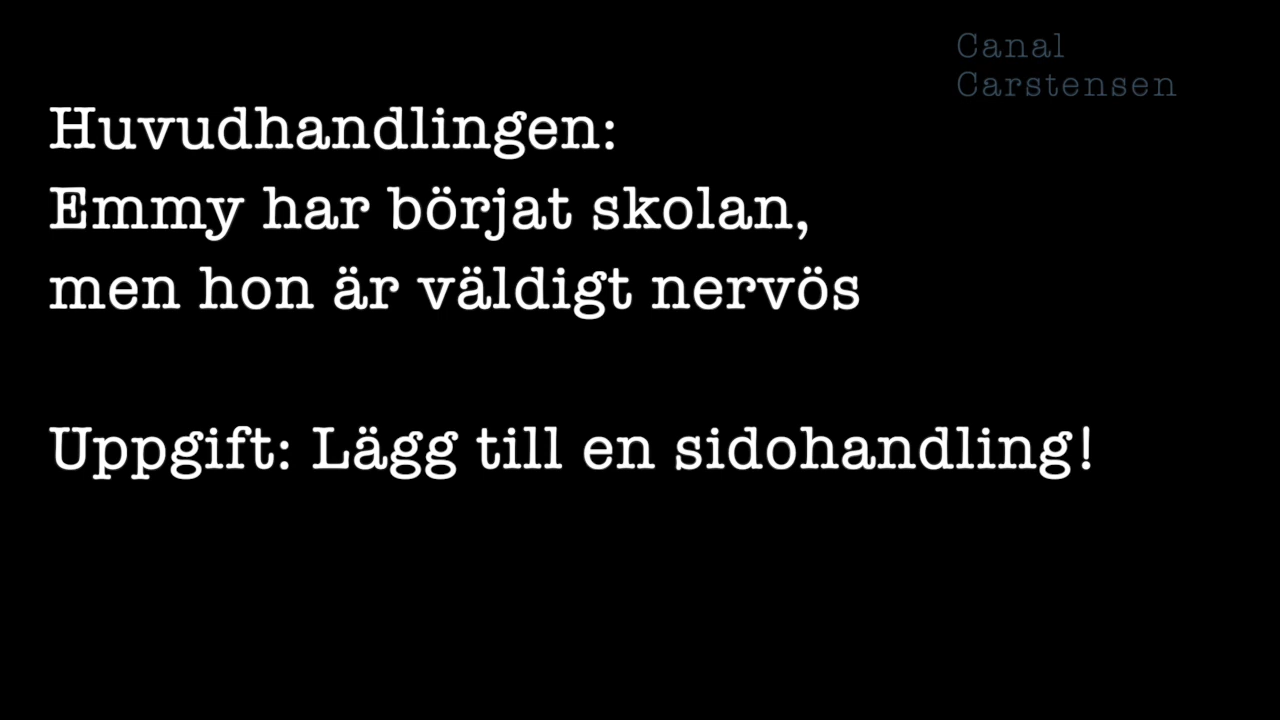 Canal
Carstensen
Huvudhandlingen:
Emmy har börjat skolan,
men hon är väldigt nervös
Uppgift: Lägg till en sidohandling!